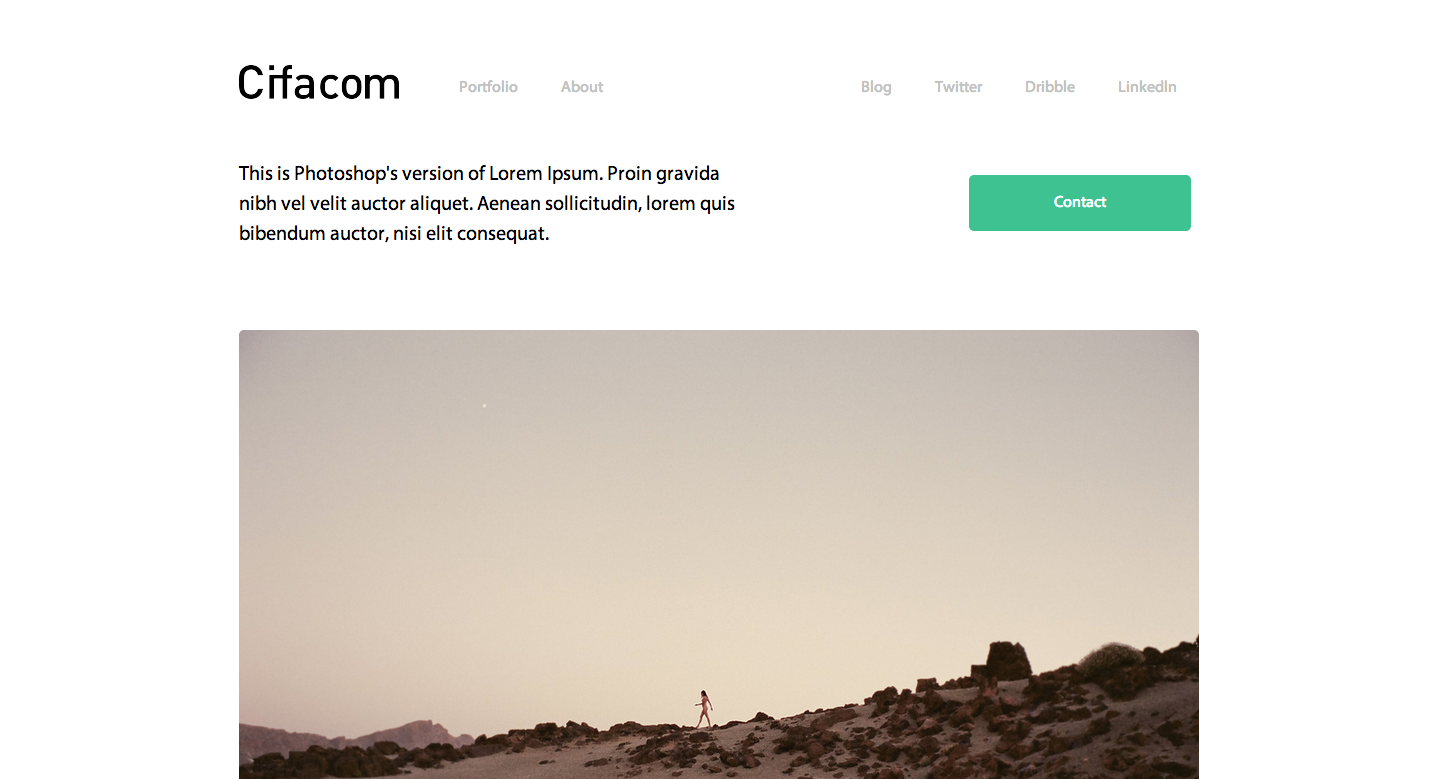 Cifacom Portfolio About Blog Twitter Dribble LinkedIn
This is Photoshop's version of Lorem Ipsum. Proin gravida
nibh vel velit auctor aliquet. Aenean sollicitudin, lorem quis
bibendum auctor, nisi elit consequat.
Contact